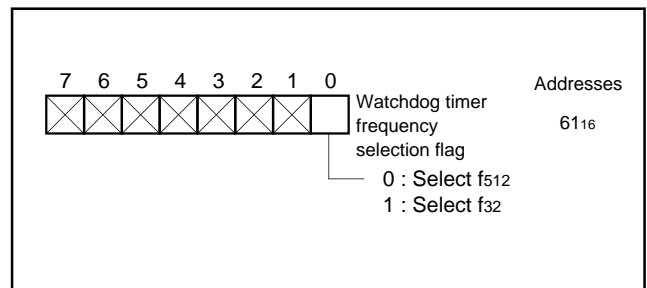 7 6 5 4 3 2 1 0
Addresses
Watchdog timer
frequency
selection flag
61₁₆
0 : Select f₅₁₂
1 : Select f₃₂